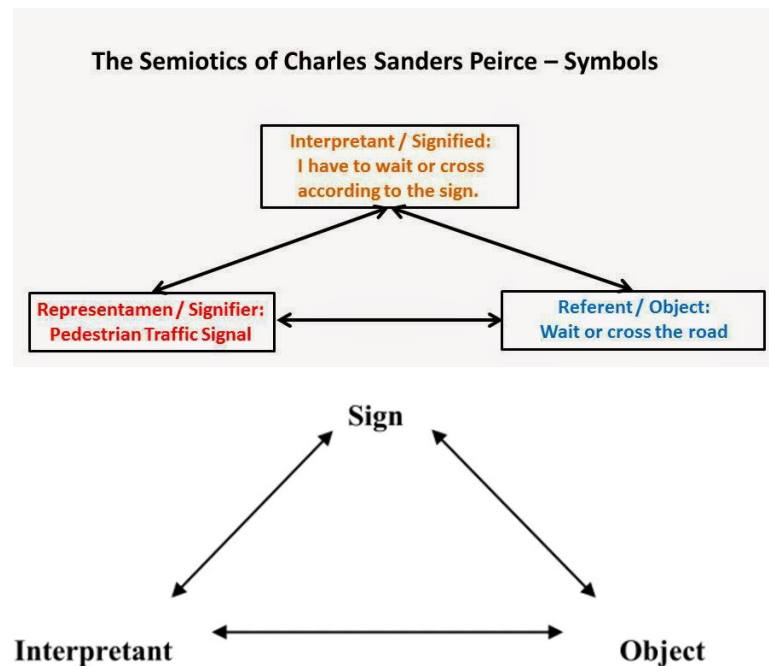 The Semiotics of Charles Sanders Peirce – Symbols
Interpretant / Signified:
I have to wait or cross
according to the sign.
Representamen / Signifier:
Pedestrian Traffic Signal
Referent / Object:
Wait or cross the road
Sign
Interpretant
Object